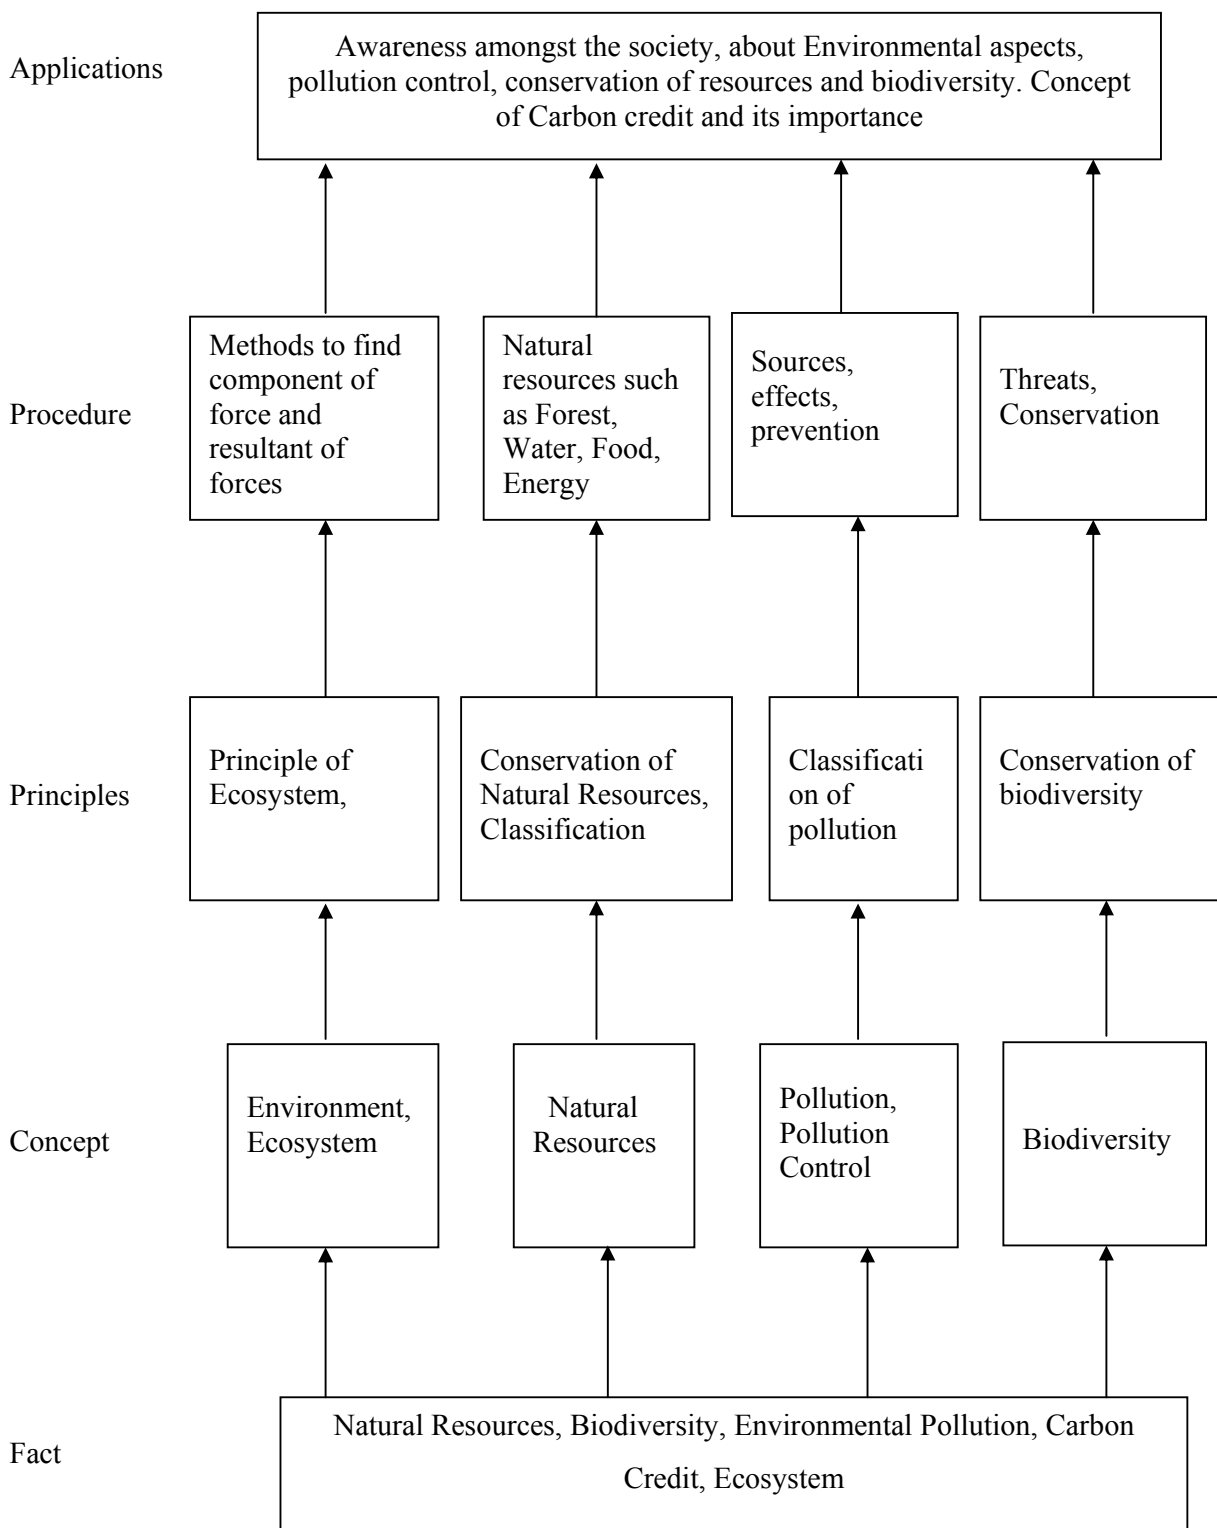 Applications
Awareness amongst the society, about Environmental aspects,
pollution control, conservation of resources and biodiversity. Concept
of Carbon credit and its importance
Procedure
Methods to find
component of
force and
resultant of
forces
Natural
resources such
as Forest,
Water, Food,
Energy
Sources,
effects,
prevention
Threats,
Conservation
Principles
Principle of
Ecosystem,
Conservation of
Natural Resources,
Classification
Classificati
on of
pollution
Conservation of
biodiversity
Concept
Environment,
Ecosystem
Natural
Resources
Pollution,
Pollution
Control
Biodiversity
Fact
Natural Resources, Biodiversity, Environmental Pollution, Carbon
Credit, Ecosystem